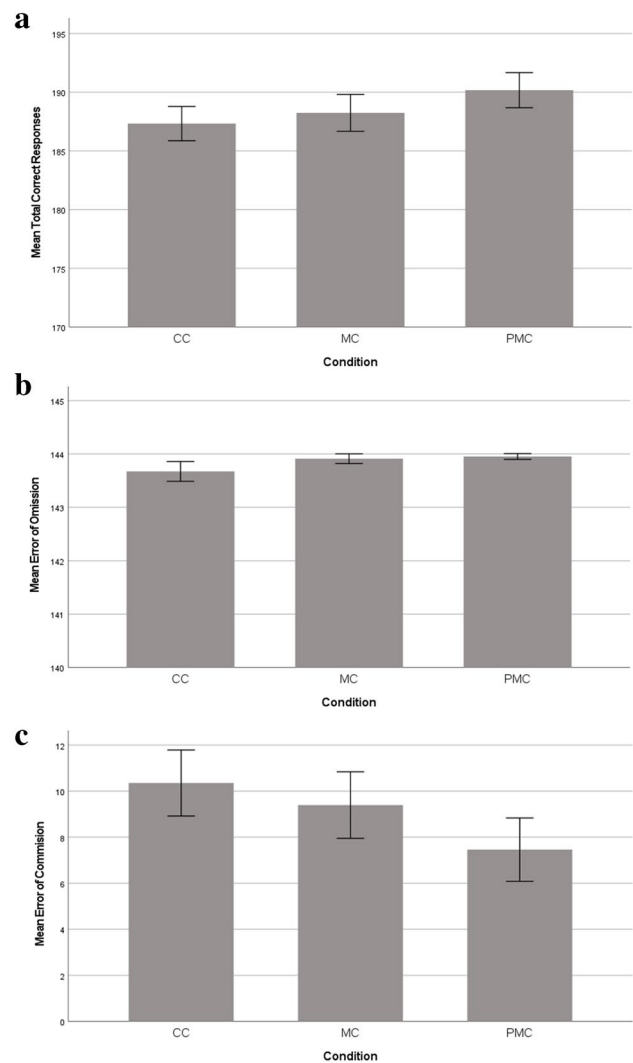 a
Mean Total Correct Responses
195
190
185
180
175
170
CC MC PMC
Condition
b
Mean Error of Omission
145
144
143
142
141
140
CC MC PMC
Condition
c
Mean Error of Commision
12
10
8
6
4
2
0
CC MC PMC
Condition